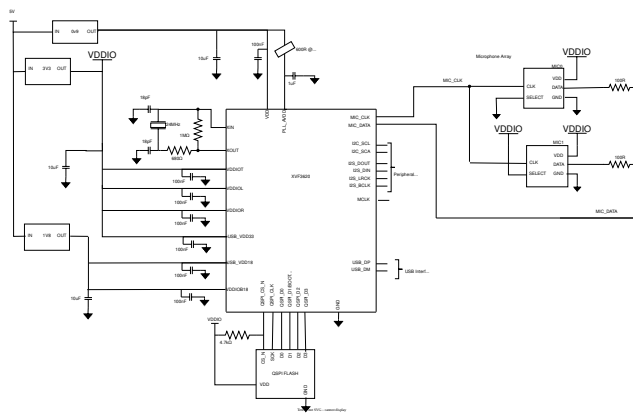 5V
IN 0v9 OUT
VDDIO
IN 3V3 OUT
10uF
100nF
600R @...
1uF
VDD
PLL_AVDD
18pF
24MHz
1MΩ
18pF
680Ω
XIN
XOUT
VDDIOT
100nF
VDDIOL
100nF
VDDIOR
100nF
USB_VDD33
100nF
USB_VDD18
100nF
VDDIOB18
100nF
10uF
IN 1V8 OUT
10uF
XVF3620
MIC_CLK
MIC_DATA
I2C_SCL
I2C_SCA
I2S_DOUT
I2S_DIN
I2S_LRCK
I2S_BCLK
Peripheral...
MCLK
USB_DP
USB_DM
USB Interf...
GND
QSPI_CS_N
QSPI_CLK
QSPI_D2
VDDIO
4.7kΩ
CS_N
SCK
D0
D1
D2
D3
QSPI FLASH
VDD
GND
Microphone Array
MIC_CLK
VDDIO
MIC0
VDD
CLK
DATA
SELECT
GND
100R
VDDIO
VDDIO
MIC1
VDD
CLK
DATA
SELECT
GND
100R
MIC_DATA